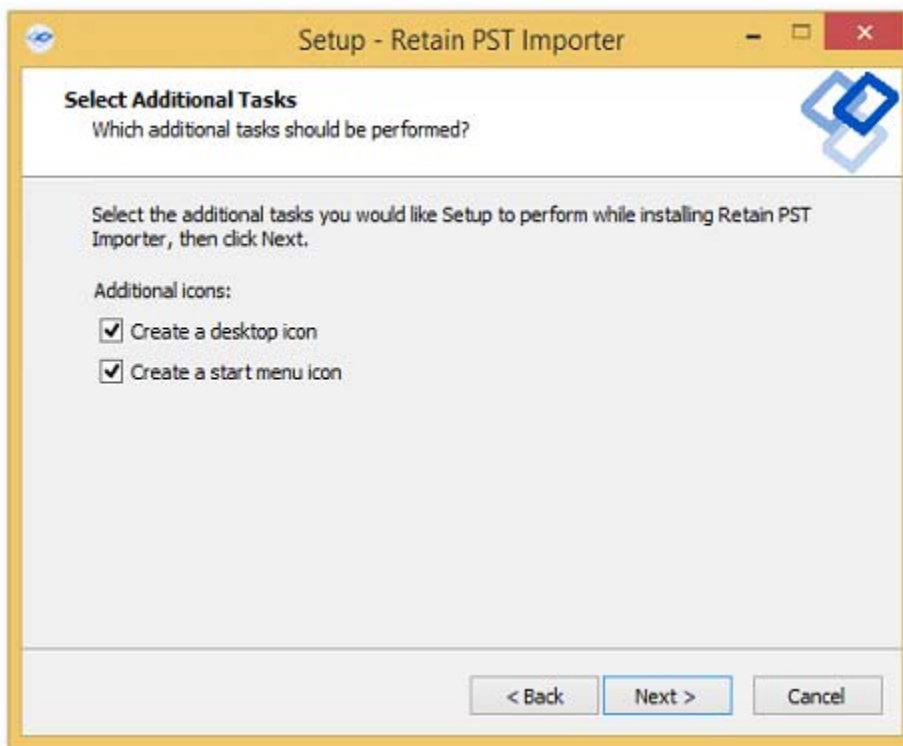 Setup - Retain PST Importer
Select Additional Tasks
Which additional tasks should be performed?
Select the additional tasks you would like Setup to perform while installing Retain PST
Importer, then click Next.
Additional icons:
Create a desktop icon
Create a start menu icon
< Back
Next >
Cancel